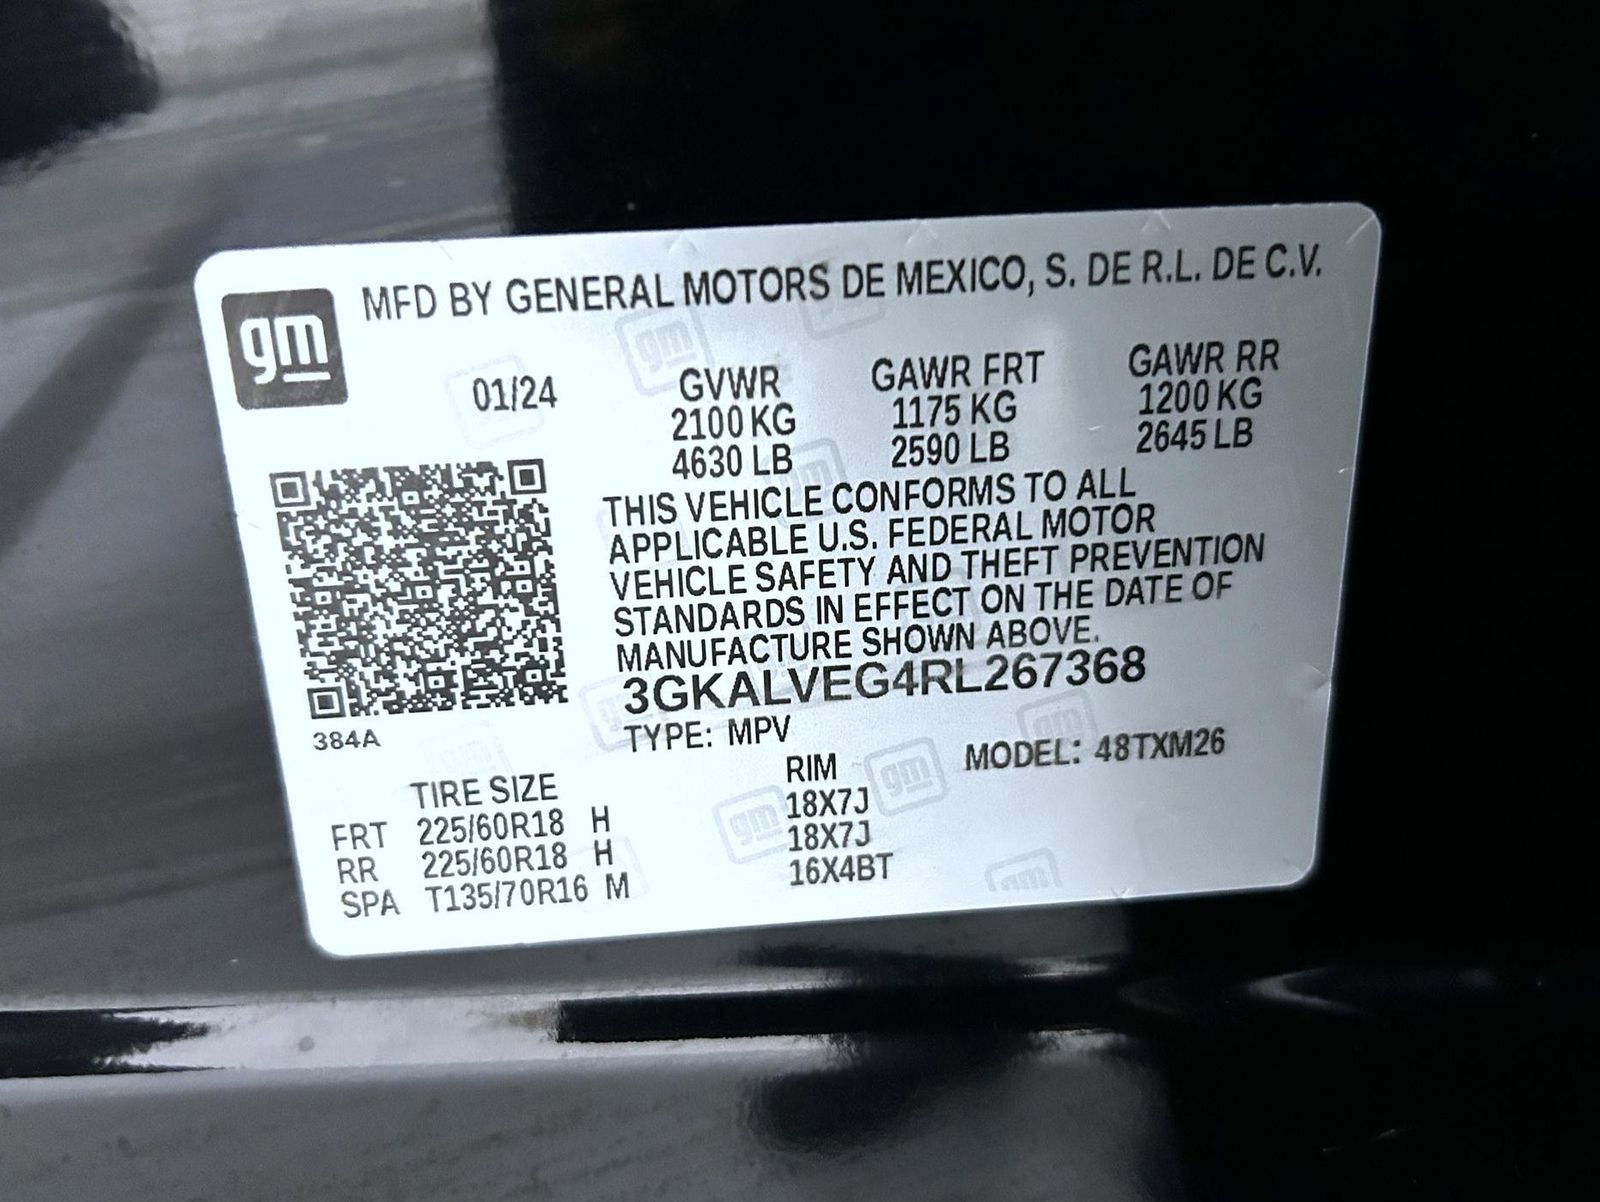 gm
MFD BY GENERAL MOTORS DE MEXICO, S. DE R.L. DE C.V.
01/24
GVWR
2100 KG
4630 LB
GAWR FRT
1175 KG
2590 LB
GAWR RR
1200 KG
2645 LB
THIS VEHICLE CONFORMS TO ALL
APPLICABLE U.S. FEDERAL MOTOR
VEHICLE SAFETY AND THEFT PREVENTION
STANDARDS IN EFFECT ON THE DATE OF
MANUFACTURE SHOWN ABOVE.
3GKALVEG4RL267368
384A
TYPE: MPV
MODEL: 48TXM26
TIRE SIZE RIM
FRT 225/60R18 H 18X7J
RR 225/60R18 H 18X7J
SPA T135/70R16 M 16X4BT